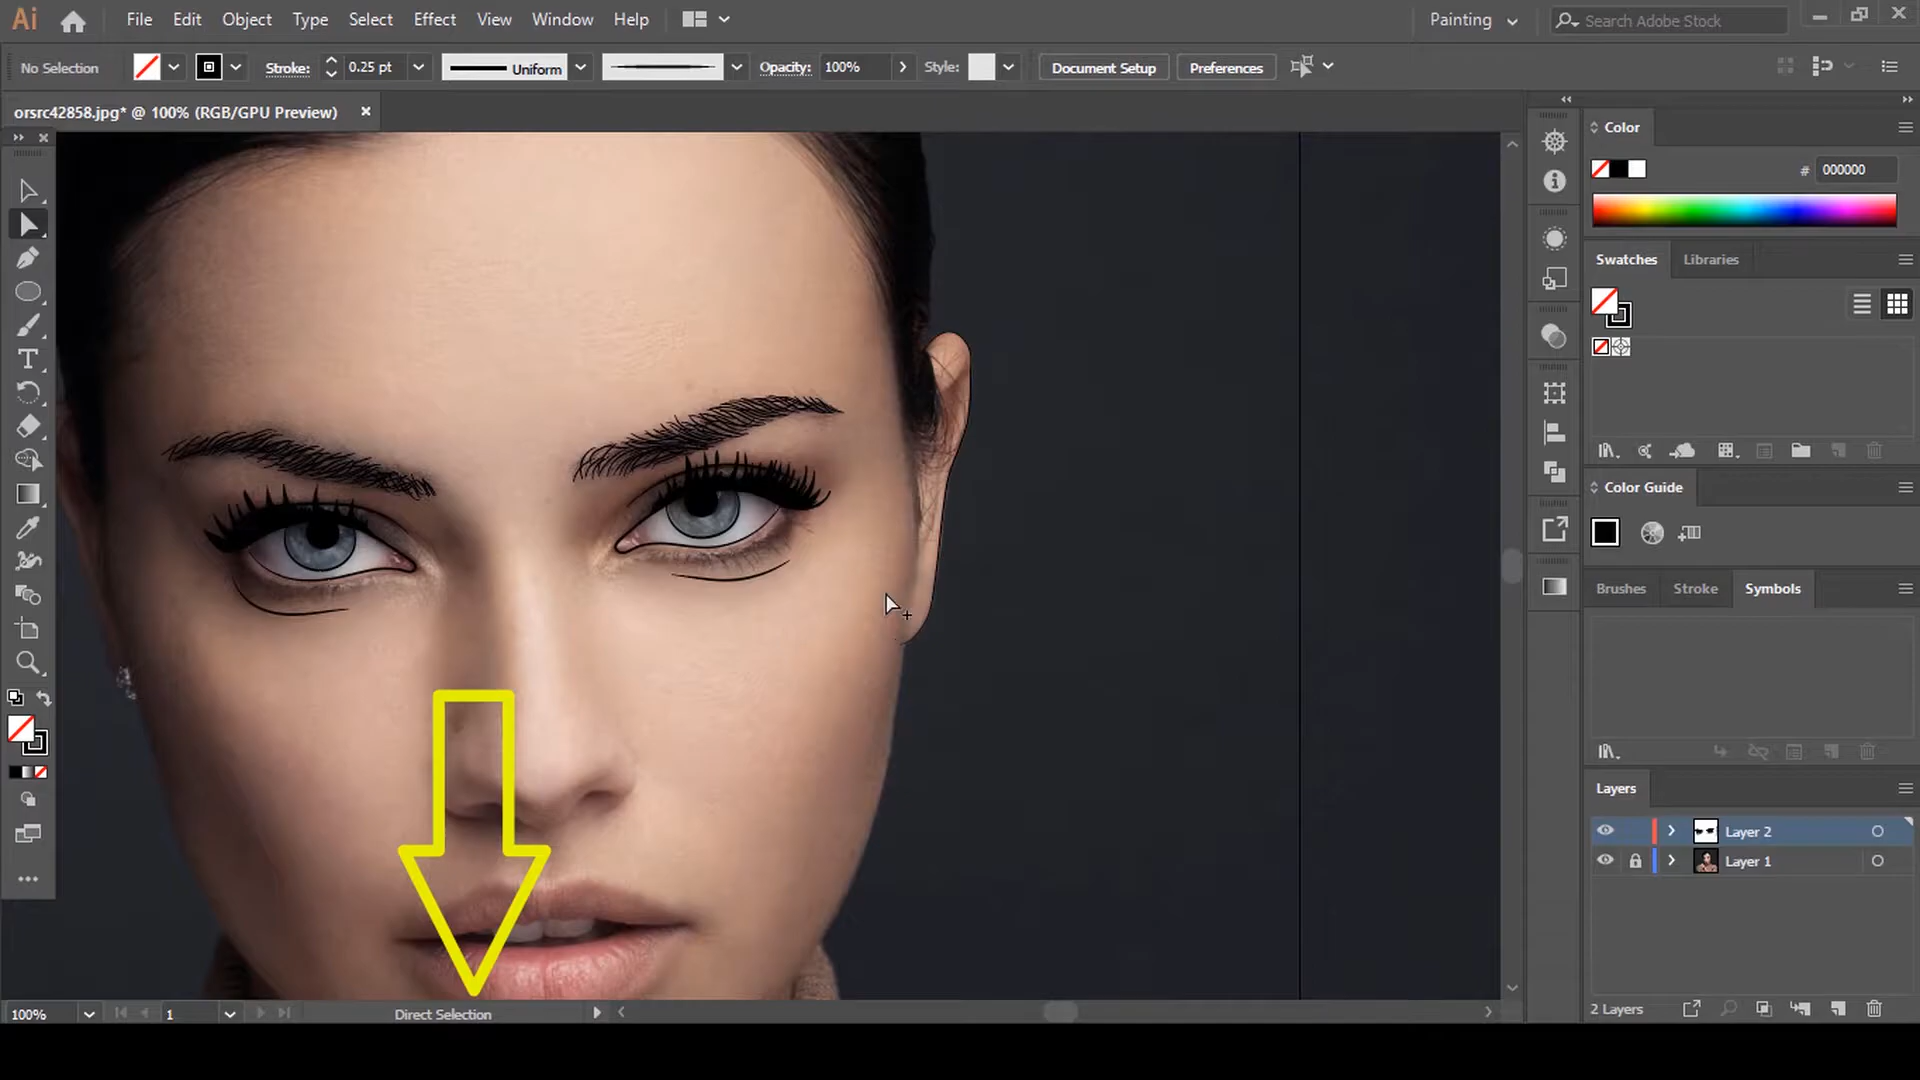 Ai File Edit Object Type Select Effect View Window Help Painting Search Adobe Stock
No Selection Stroke: 0.25 pt Uniform Opacity: 100% Style: Document Setup Preferences
orsrc42858.jpg* @ 100% (RGB/GPU Preview)
Color
# 000000
Swatches Libraries
Color Guide
Brushes Stroke Symbols
Layers
Layer 2
Layer 1
2 Layers
100% 1 Direct Selection